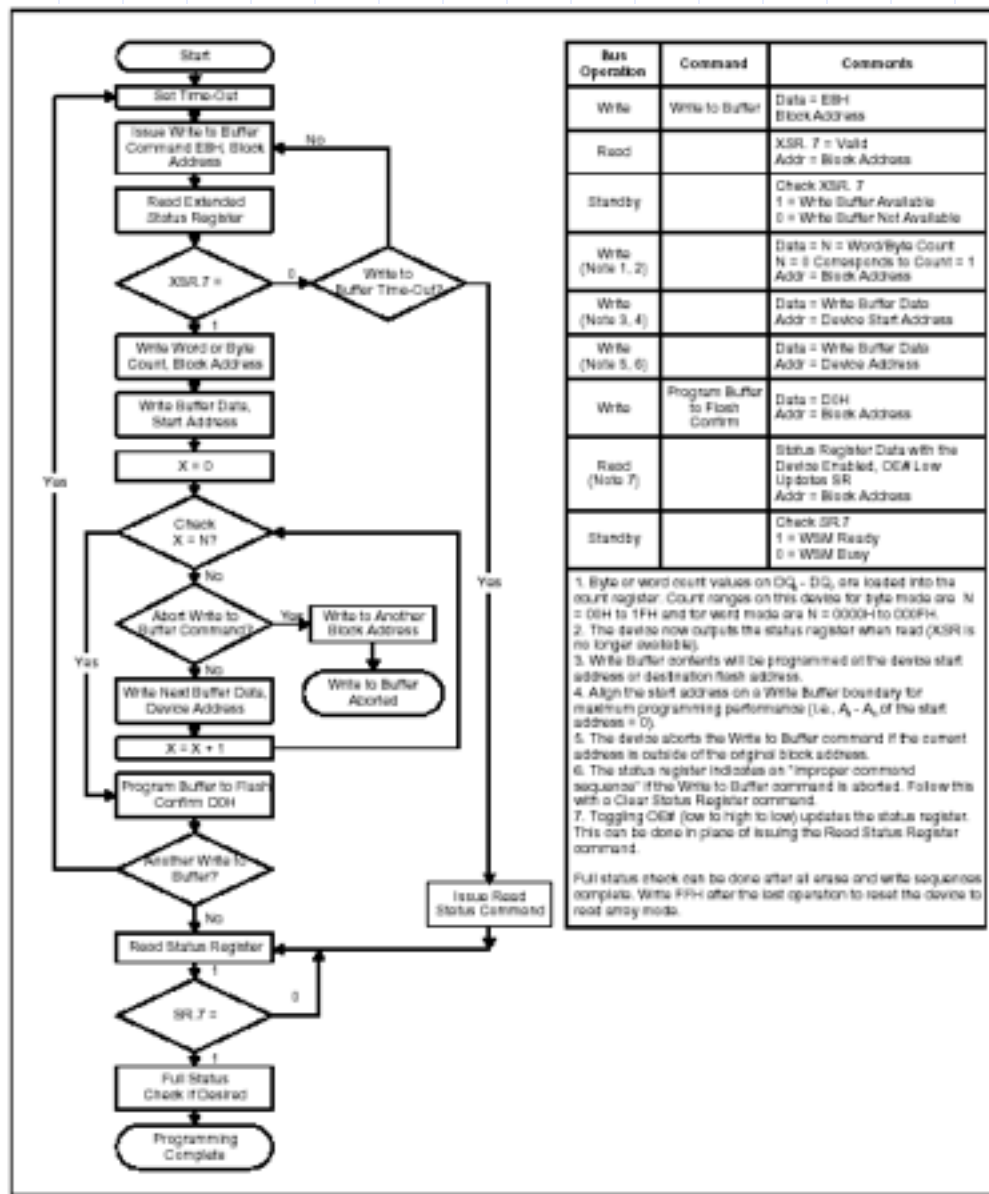 Start
Set Time-Out
Issue Write to Buffer
Command E8H, Block
Address
No
Read Extended
Status Register
XSR.7 =
0
Write to
Buffer Time-Out?
1
Write Word or Byte
Count, Block Address
Write Buffer Data,
Start Address
X = 0
Yes
Check
X = N?
No
Yes
Abort Write to
Buffer Command?
Yes
Write to Another
Block Address
Yes
No
Write to Buffer
Aborted
Write Next Buffer Data,
Device Address
X = X + 1
Program Buffer to Flash
Confirm D0H
Another Write to
Buffer?
Issue Read
Status Command
No
Read Status Register
1
0
SR.7 =
1
Full Status
Check if Desired
Programming
Complete
Bus
Operation
Command
Comments
Write
Write to Buffer
Data = E8H
Block Address
Read
XSR. 7 = Valid
Addr = Block Address
Standby
Check XSR. 7
1 = Write Buffer Available
0 = Write Buffer Not Available
Write
(Note 1, 2)
Data = N = Word/Byte Count
N = 0 Corresponds to Count = 1
Addr = Block Address
Write
(Note 3, 4)
Data = Write Buffer Data
Addr = Device Start Address
Write
(Note 5, 6)
Data = Write Buffer Data
Addr = Device Address
Write
Program Buffer
to Flash
Confirm
Data = D0H
Addr = Block Address
Read
(Note 7)
Status Register Data with the
Device Enabled, OE# Low
Updates SR
Addr = Block Address
Standby
Check SR.7
1 = WSM Ready
0 = WSM Busy
1. Byte or word count values on are loaded into the
count register. Count ranges on this device for byte mode are N
= 00H to 1FH and for word mode are N = 0000H to 000FH.
2. The device now outputs the status register when read (XSR is
no longer available).
3. Write Buffer contents will be programmed at the device start
address or destination flash address.
4. Align the start address on a Write Buffer boundary for
maximum programming performance (i.e., of the start
address = 0).
5. The device aborts the Write to Buffer command if the current
address is outside of the original block address.
6. The status register indicates an "improper command
sequence" if the Write to Buffer command is aborted. Follow this
with a Clear Status Register command.
7. Toggling OE# (low to high to low) updates the status register.
This can be done in place of issuing the Read Status Register
command.
Full status check can be done after all erase and write sequences
complete. Write FFH after the last operation to reset the device to
read array mode.